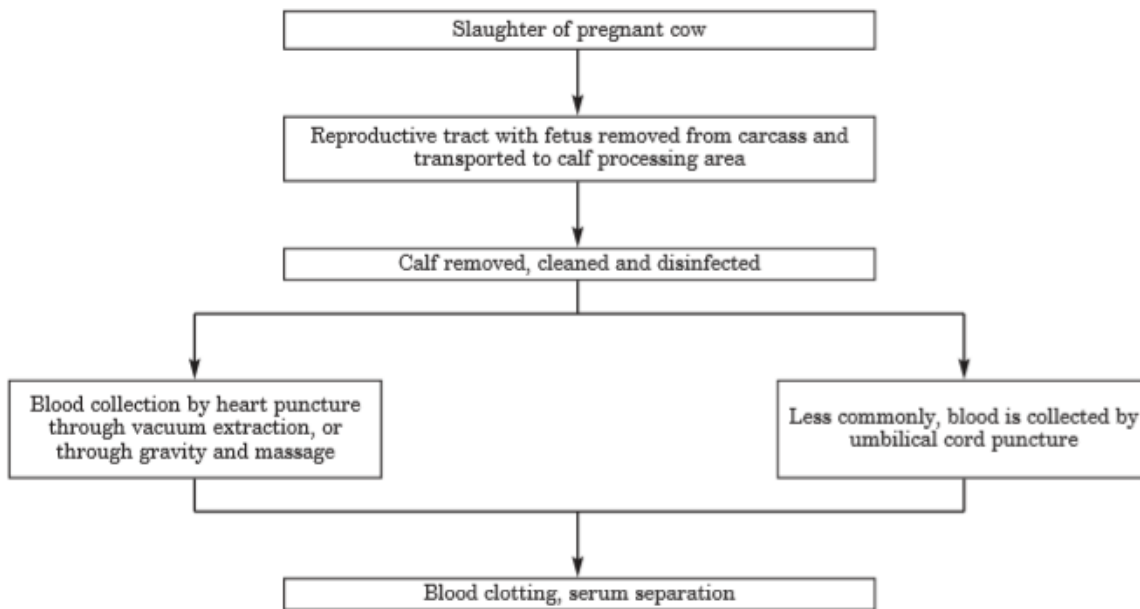 Slaughter of pregnant cow
Reproductive tract with fetus removed from carcass and
transported to calf processing area
Calf removed, cleaned and disinfected
Blood collection by heart puncture
through vacuum extraction, or
through gravity and massage
Less commonly, blood is collected by
umbilical cord puncture
Blood clotting, serum separation